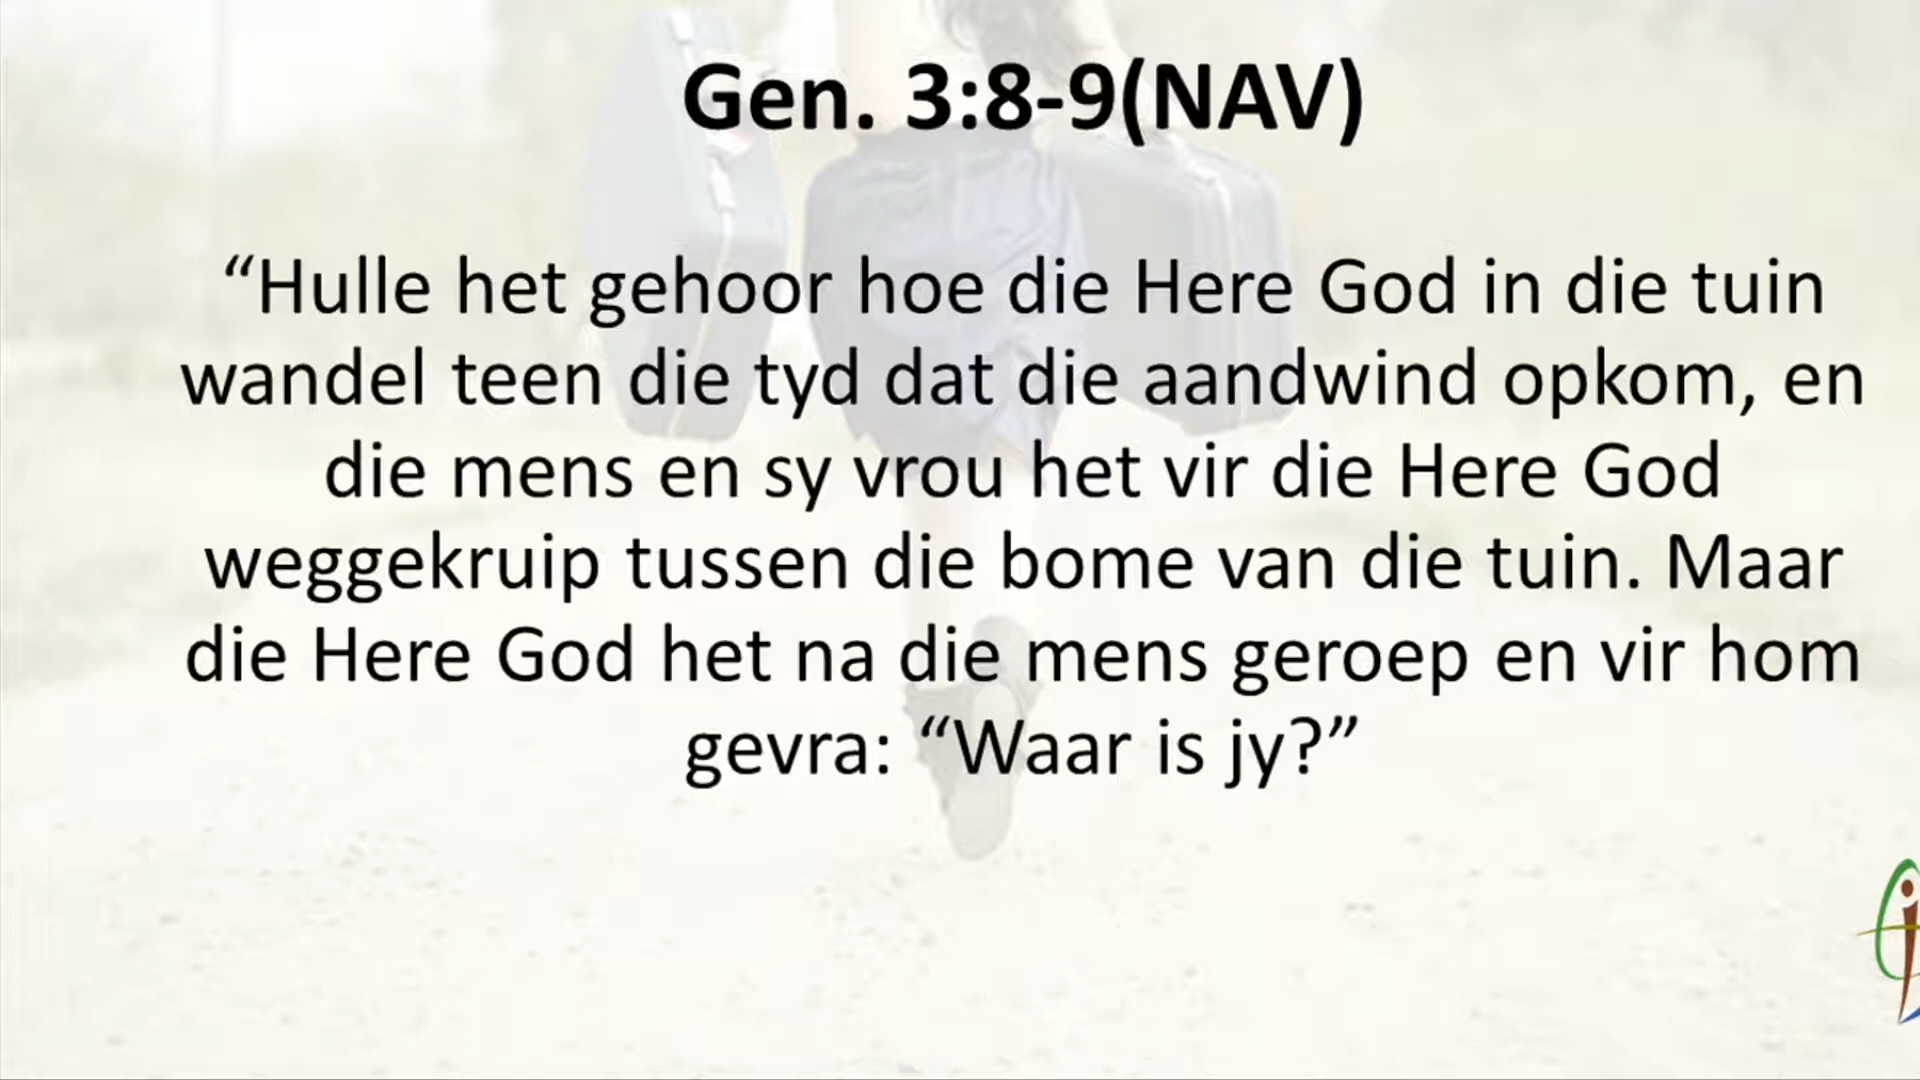 Gen. 3:8-9(NAV)
“Hulle het gehoor hoe die Here God in die tuin
wandel teen die tyd dat die aandwind opkom, en
die mens en sy vrou het vir die Here God
weggekruip tussen die bome van die tuin. Maar
die Here God het na die mens geroep en vir hom
gevra: “Waar is jy?”